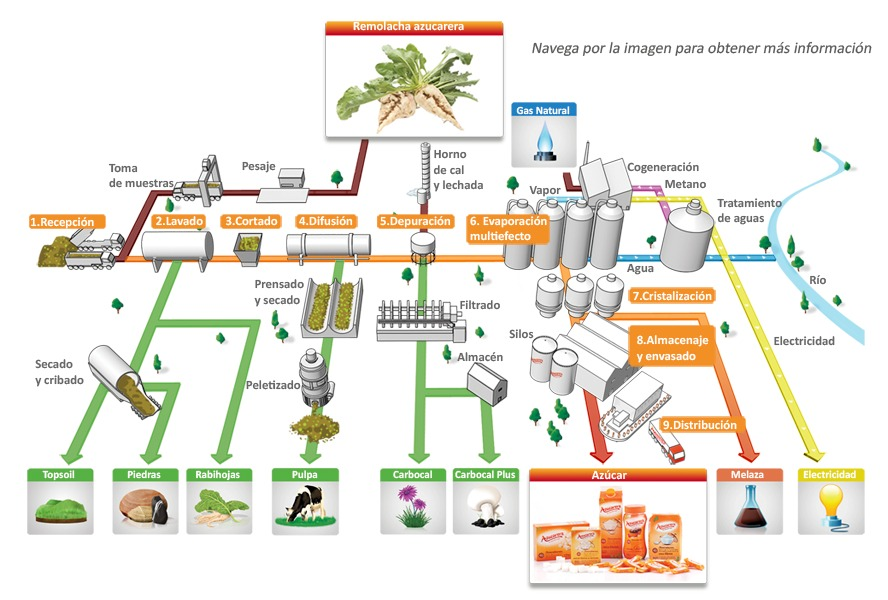 Remolacha azucarera
Navega por la imagen para obtener más información
Gas Natural
Toma
de muestras
Pesaje
Horno
de cal
y lechada
Cogeneración
Vapor
Metano
Tratamiento
de aguas
1.Recepción
2.Lavado
3.Cortado
4.Difusión
5.Depuración
6. Evaporación
multiefecto
Agua
Río
Prensado
y secado
Filtrado
7.Cristalización
Silos
8.Almacenaje
y envasado
Electricidad
Secado
y cribado
Peletizado
Almacén
9.Distribución
Topsoil
Piedras
Rabihojas
Pulpa
Carbocal
Carbocal Plus
Azúcar
Melaza
Electricidad